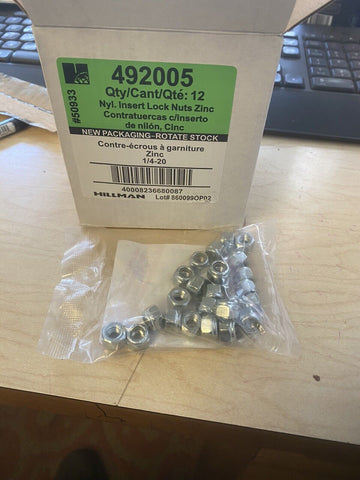 492005
Qty/Cant/Qté: 12
Nyl. Insert Lock Nuts Zinc
Contratuercas c/inserto
de nilón, Cinc
#50933
NEW PACKAGING–ROTATE STOCK
Contre-écrous à garniture
Zinc
1/4-20
40008236680087
HILLMAN Lot# 860099OP02